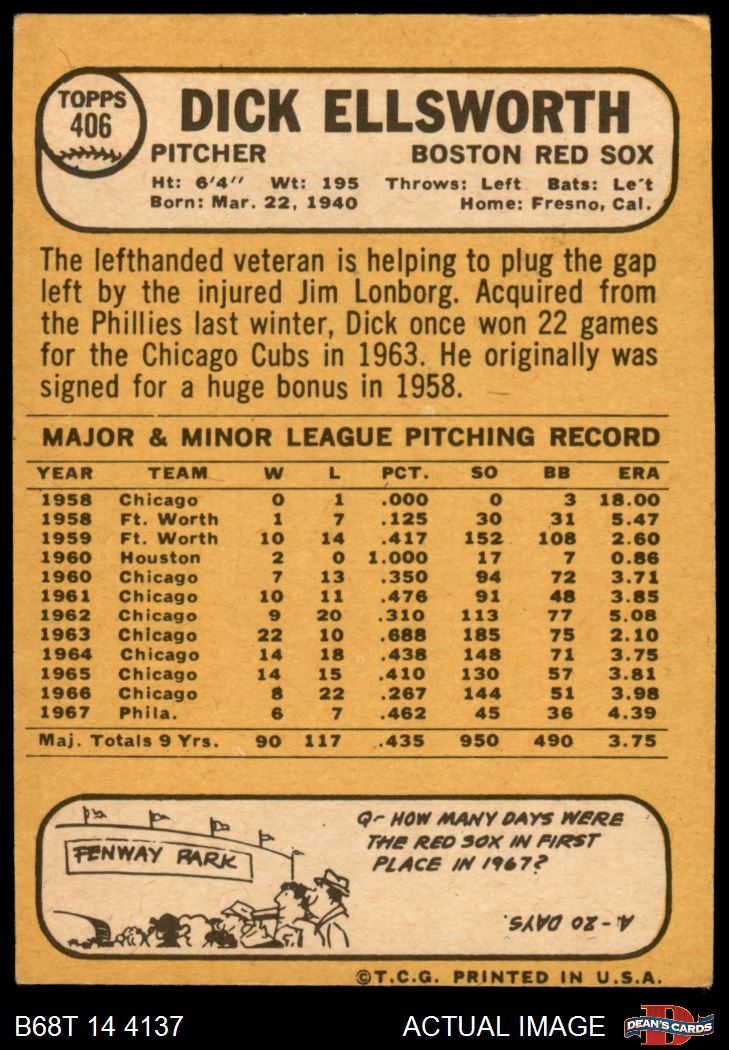 TOPPS
406
DICK ELLSWORTH
PITCHER BOSTON RED SOX
Ht: 6'4" Wt: 195 Throws: Left Bats: Le't
Born: Mar. 22, 1940 Home: Fresno, Cal.
The lefthanded veteran is helping to plug the gap
left by the injured Jim Lonborg. Acquired from
the Phillies last winter, Dick once won 22 games
for the Chicago Cubs in 1963. He originally was
signed for a huge bonus in 1958.
MAJOR & MINOR LEAGUE PITCHING RECORD
YEAR TEAM W L PCT. SO BB ERA
1958 Chicago 0 1 .000 0 3 18.00
1958 Ft. Worth 1 7 .125 30 31 5.47
1959 Ft. Worth 10 14 .417 152 108 2.60
1960 Houston 2 0 1.000 17 7 0.86
1960 Chicago 7 13 .350 94 72 3.71
1961 Chicago 10 11 .476 91 48 3.85
1962 Chicago 9 20 .310 113 77 5.08
1963 Chicago 22 10 .688 185 75 2.10
1964 Chicago 14 18 .438 148 71 3.75
1965 Chicago 14 15 .410 130 57 3.81
1966 Chicago 8 22 .267 144 51 3.98
1967 Phila. 6 7 .462 45 36 4.39
Maj. Totals 9 Yrs. 90 117 .435 950 490 3.75
FENWAY PARK
Q- HOW MANY DAYS WERE
THE RED SOX IN FIRST
PLACE IN 1967?
A-20 DAYS.
©T.C.G. PRINTED IN U.S.A.
B68T 14 4137 ACTUAL IMAGE
D
DEAN'S CARDS